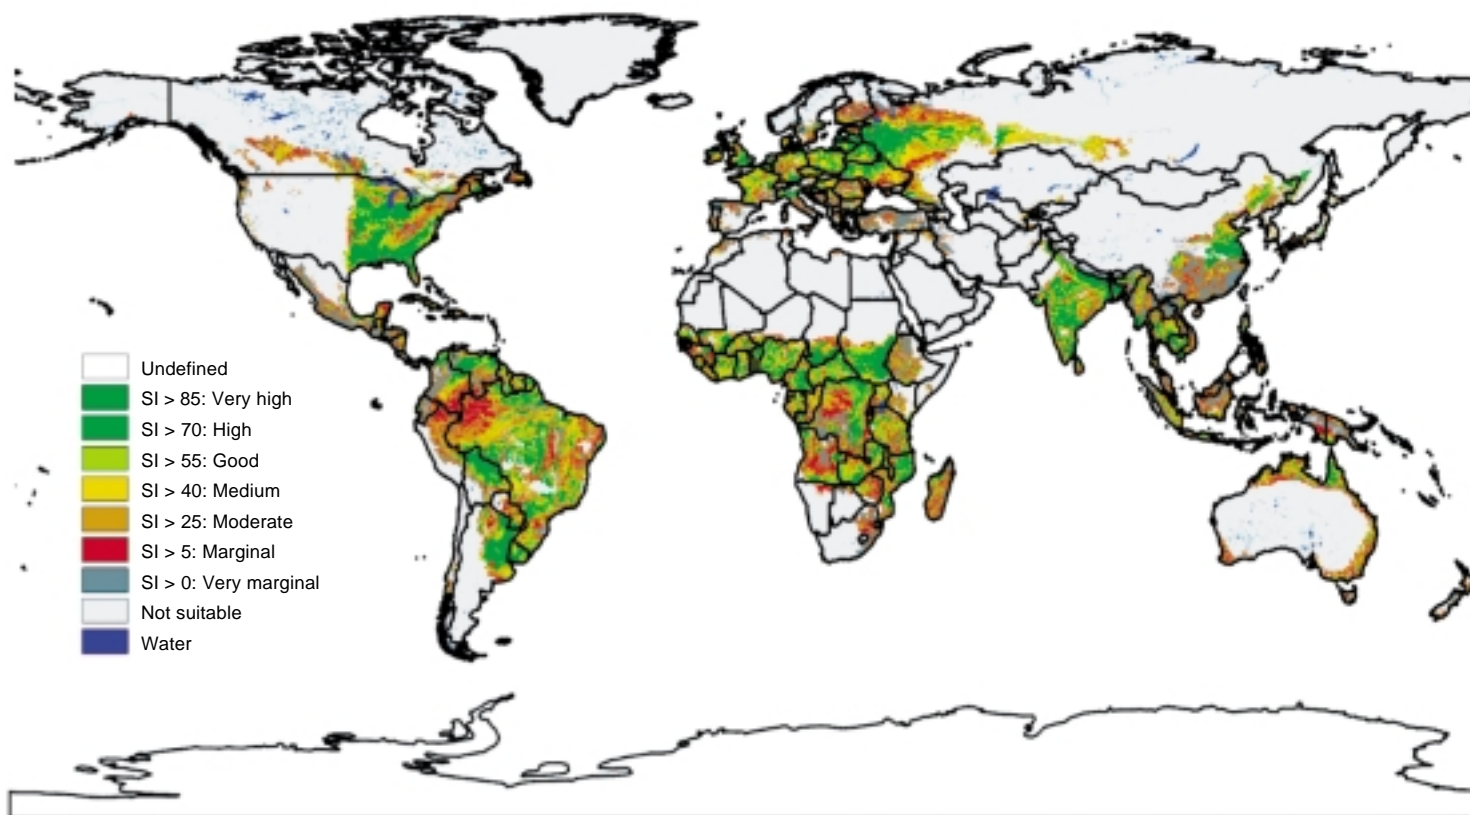 Undefined
SI > 85: Very high
SI > 70: High
SI > 55: Good
SI > 40: Medium
SI > 25: Moderate
SI > 5: Marginal
SI > 0: Very marginal
Not suitable
Water